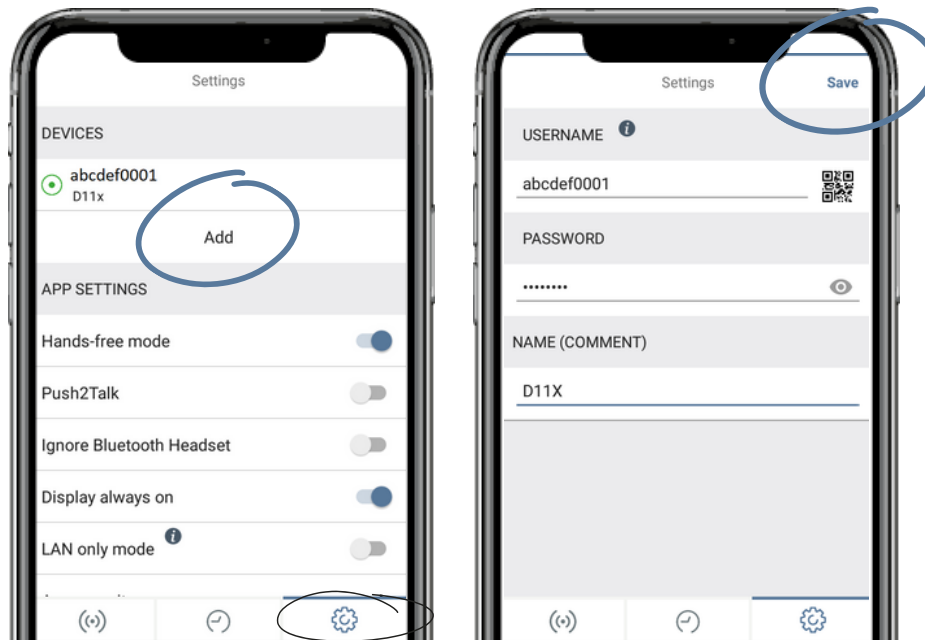 Settings
DEVICES
abcdef0001
D11x
Add
APP SETTINGS
Hands-free mode
Push2Talk
Ignore Bluetooth Headset
Display always on
LAN only mode i
Settings Save
USERNAME i
abcdef0001
PASSWORD
••••••••
NAME (COMMENT)
D11X